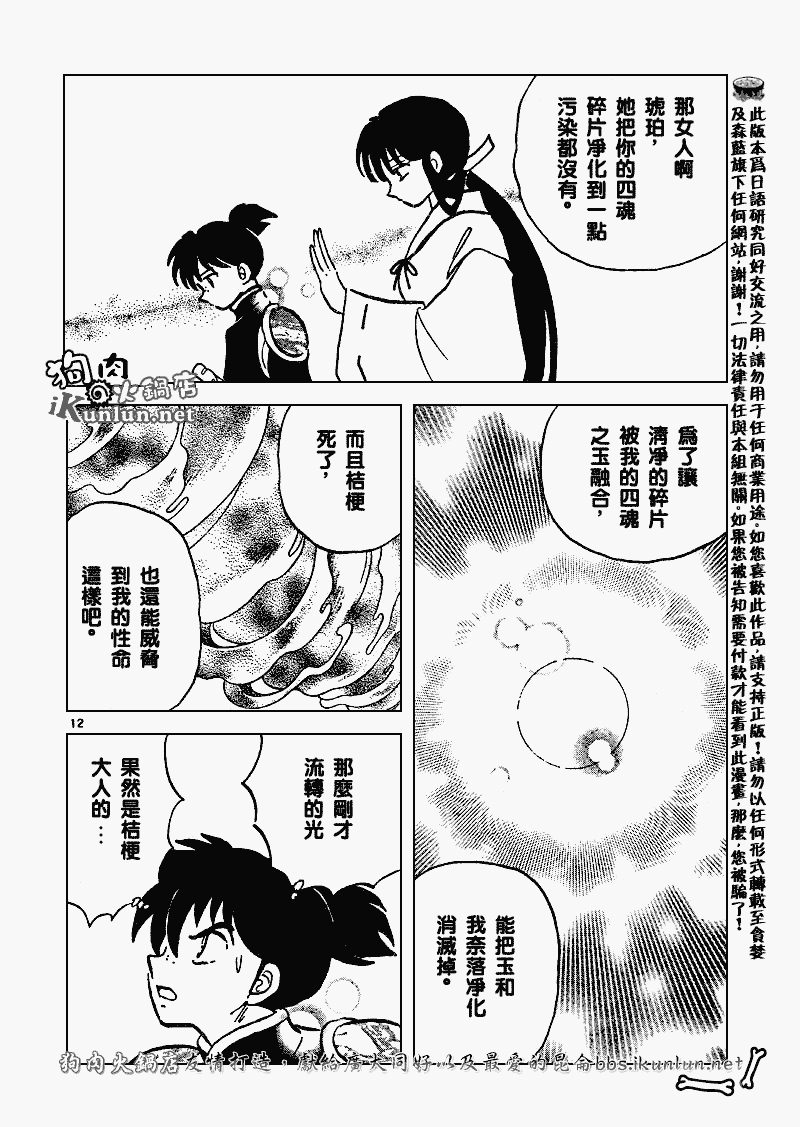 那女人啊
琥珀，
她把你的四魂
碎片凈化到一點
污染都沒有。
為了讓
清凈的碎片
被我的四魂
之玉融合，
能把玉和
我奈落凈化
消滅掉。
而且桔梗
死了，
也還能威脅
到我的性命
這樣吧。
12
那麼剛才
流轉的光
果然是桔梗
大人的…
此版本爲日語研究同好交流之用，請勿用于任何商業用途。如您喜歡此作品，請支持正版！請勿以任何形式轉載至貪婪
及森藍旗下任何網站，謝謝！一切法律責任與本組無關。如果您被告知需要付款才能看到此漫畫，那麼，您被騙了！
狗肉火鍋店
iKunlun.net
狗肉火鍋店友情打造，獻給廣大同好以及最愛的昆侖bbs.ikunlun.net